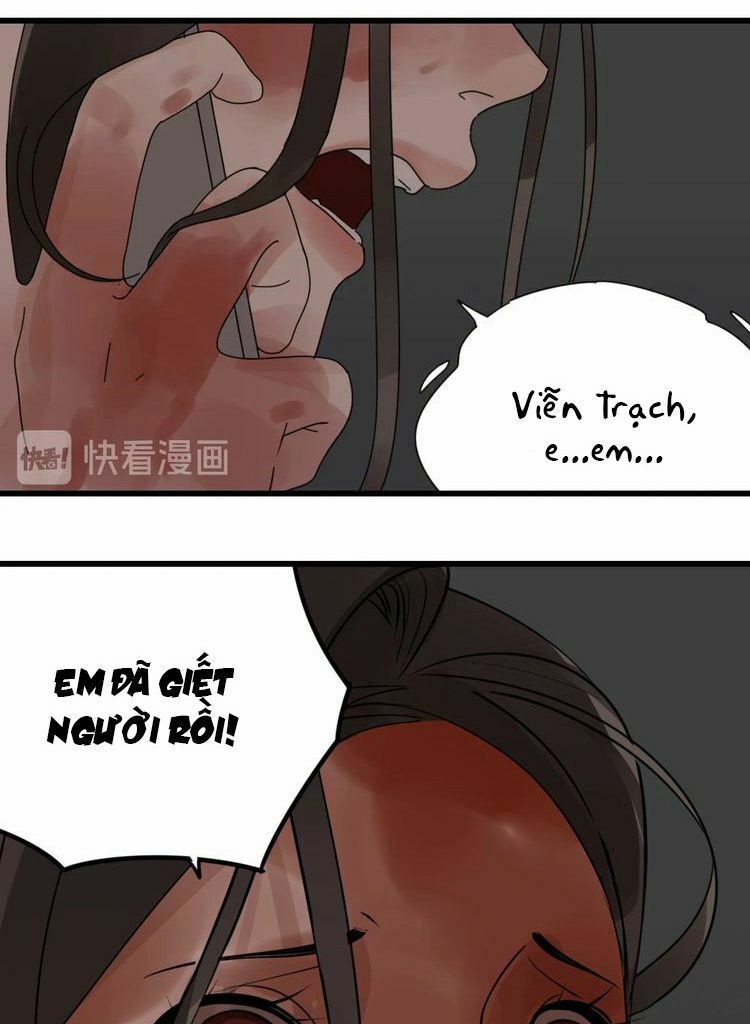 Viễn Trạch,
e...em...
快看! 快看漫画
EM ĐÃ GIẾT
NGƯỜI RỒI!